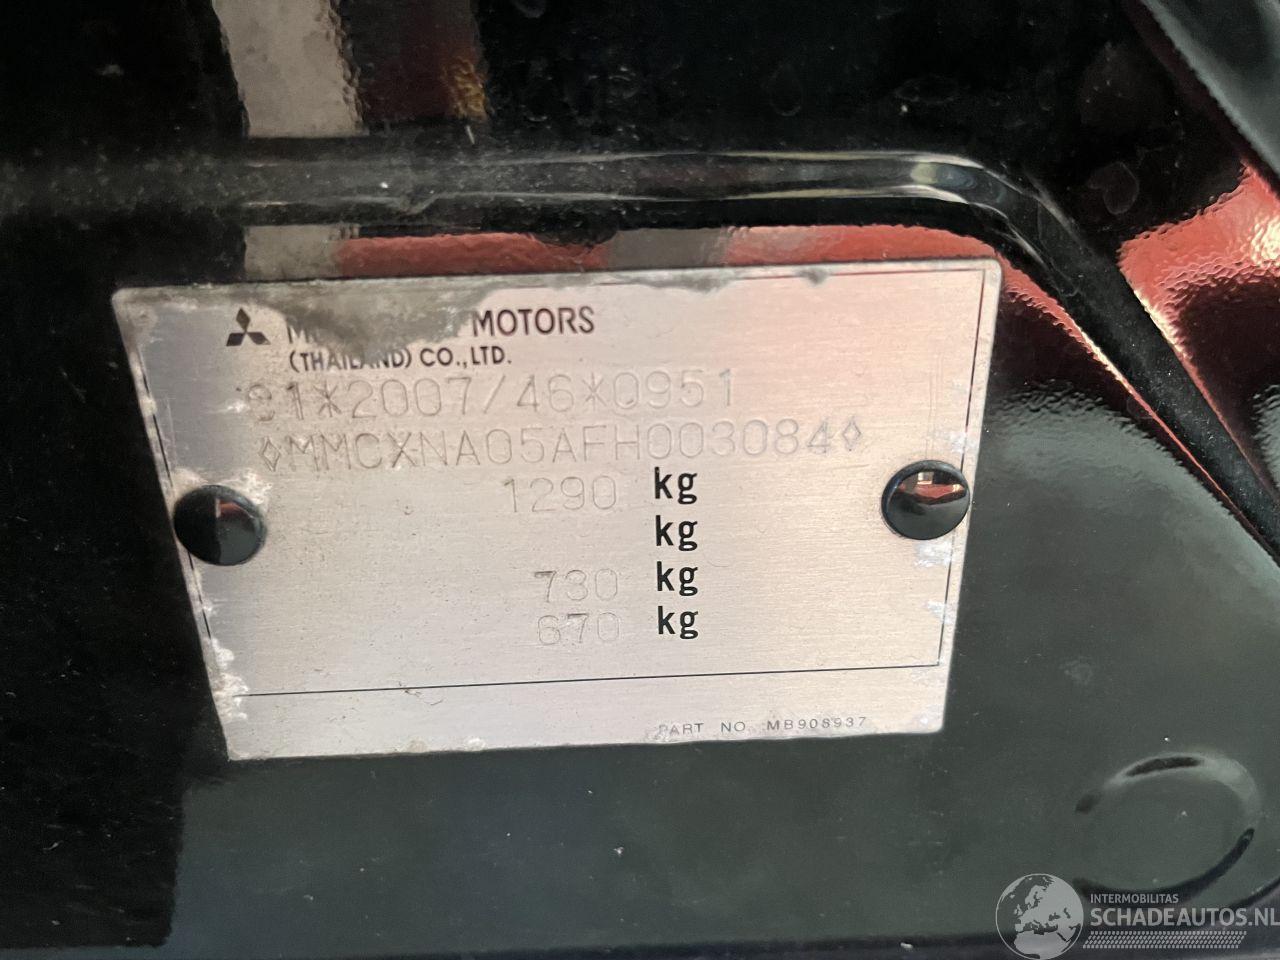 MOTORS
(THAILAND) CO.,LTD.
91*2007/46*0951
◊MMCXNA05AFH003084◊
1290 kg
kg
730 kg
670 kg
PART NO. MB908937
INTERMOBILITAS
SCHADEAUTOS.NL